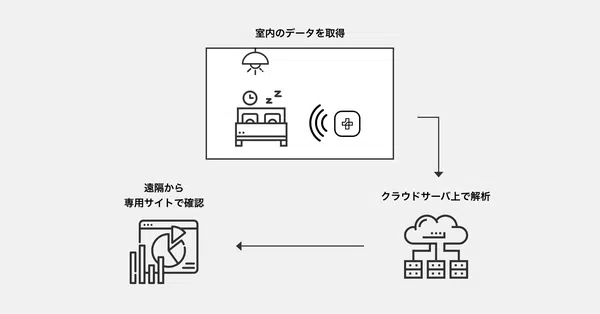 室内のデータを取得
zz
遠隔から
専用サイトで確認
クラウドサーバ上で解析